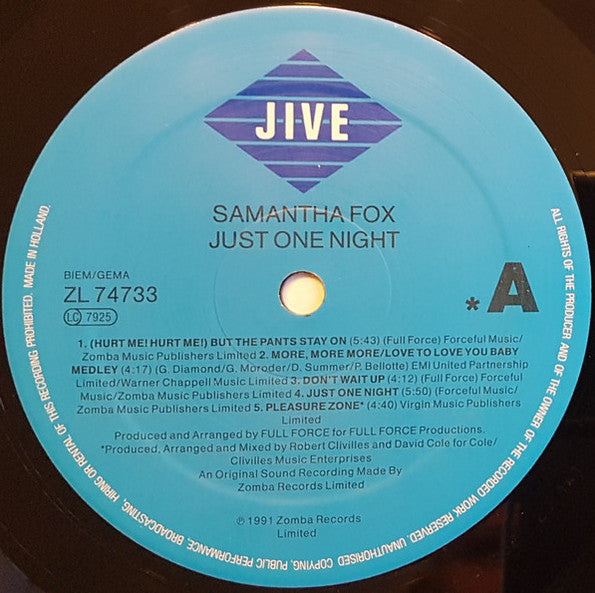 JIVE
SAMANTHA FOX
JUST ONE NIGHT
BIEM/GEMA
ZL 74733
LC 7925
*A
1. (HURT ME! HURT ME!) BUT THE PANTS STAY ON (5:43) (Full Force) Forceful Music/
Zomba Music Publishers Limited 2. MORE, MORE MORE/LOVE TO LOVE YOU BABY
MEDLEY (4:17) (G. Diamond/G. Moroder/D. Summer/P. Bellotte) EMI United Partnership
Limited/Warner Chappell Music Limited 3. DON'T WAIT UP (4:12) (Full Force) Forceful
Music/Zomba Music Publishers Limited 4. JUST ONE NIGHT (5:50) (Forceful Music/
Zomba Music Publishers Limited 5. PLEASURE ZONE* (4:40) Virgin Music Publishers
Limited
Produced and Arranged by FULL FORCE for FULL FORCE Productions.
*Produced, Arranged and Mixed by Robert Clivilles and David Cole for Cole/
Clivilles Music Enterprises
An Original Sound Recording Made By
Zomba Records Limited
℗ 1991 Zomba Records
Limited
ALL RIGHTS OF THE PRODUCER AND OF THE OWNER OF THE RECORDED WORK RESERVED. UNAUTHORISED COPYING, PUBLIC PERFORMANCE, BROADCASTING, HIRING OR RENTAL OF THIS RECORDING PROHIBITED. MADE IN HOLLAND.